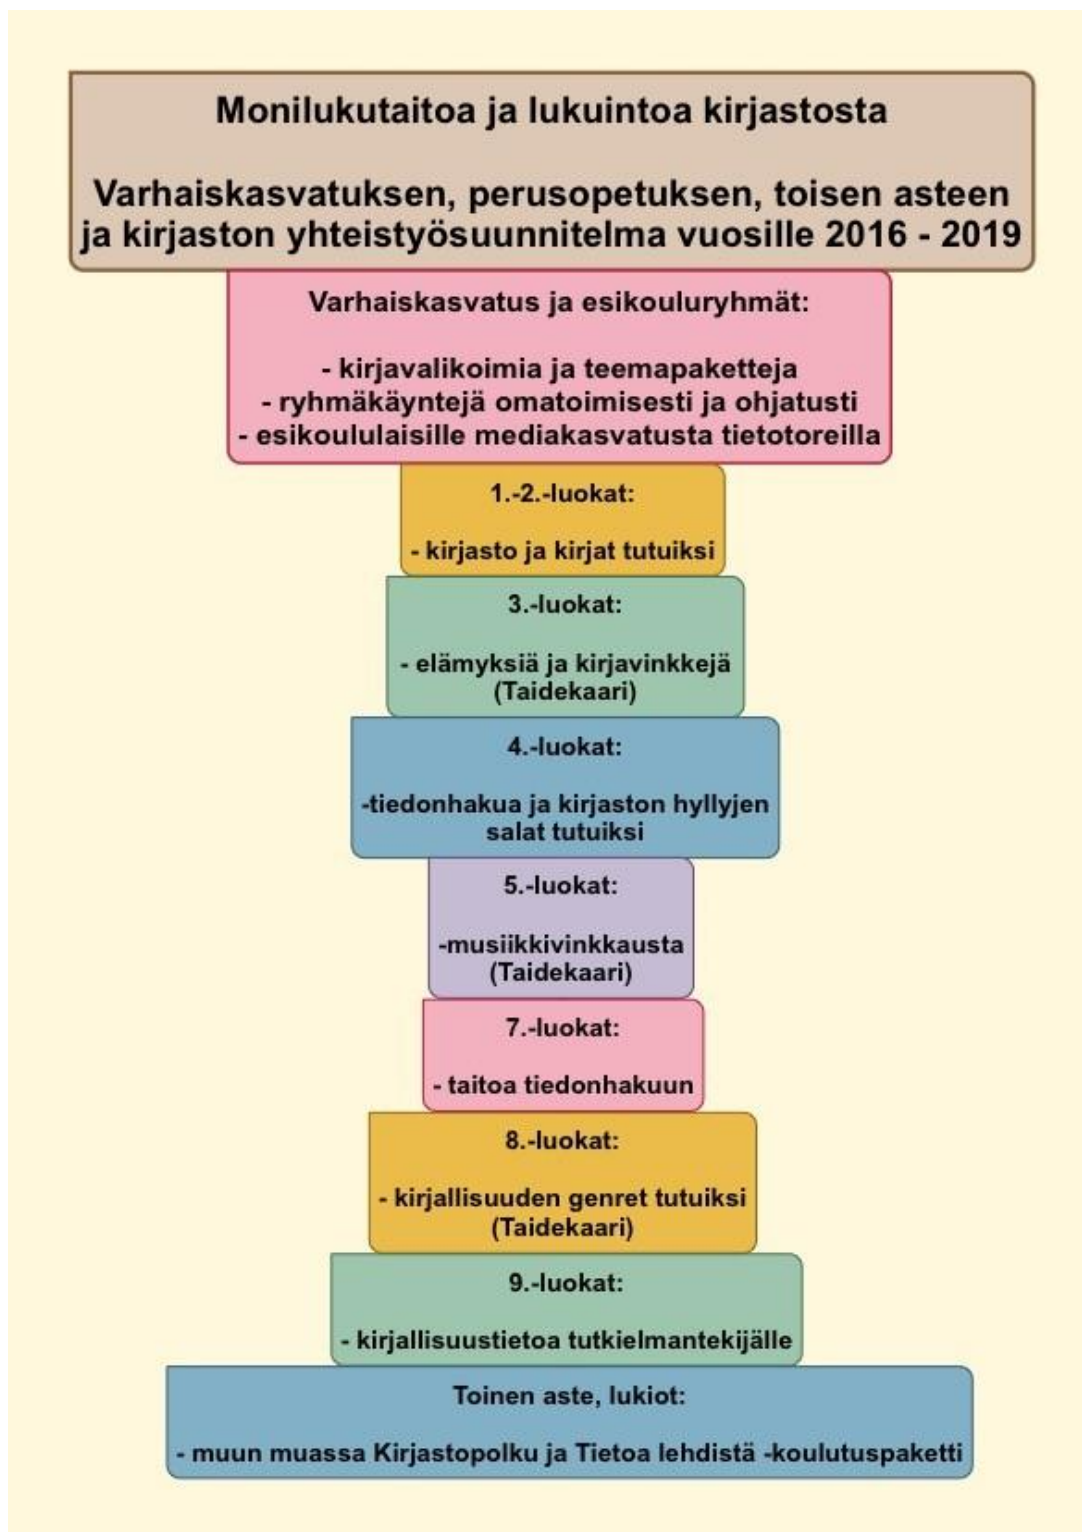 Monilukutaitoa ja lukuintoa kirjastosta
Varhaiskasvatuksen, perusopetuksen, toisen asteen
ja kirjaston yhteistyösuunnitelma vuosille 2016 - 2019
Varhaiskasvatus ja esikouluryhmät:
- kirjavalikoimia ja teemapaketteja
- ryhmäkäyntejä omatoimisesti ja ohjatusti
- esikoululaisille mediakasvatusta tietotoreilla
1.-2.-luokat:
- kirjasto ja kirjat tutuiksi
3.-luokat:
- elämyksiä ja kirjavinkkejä
(Taidekaari)
4.-luokat:
-tiedonhakua ja kirjaston hyllyjen
salat tutuiksi
5.-luokat:
-musiikkivinkkausta
(Taidekaari)
7.-luokat:
- taitoa tiedonhakuun
8.-luokat:
- kirjallisuuden genret tutuiksi
(Taidekaari)
9.-luokat:
- kirjallisuustietoa tutkielmantekijälle
Toinen aste, lukiot:
- muun muassa Kirjastopolku ja Tietoa lehdistä -koulutuspaketti